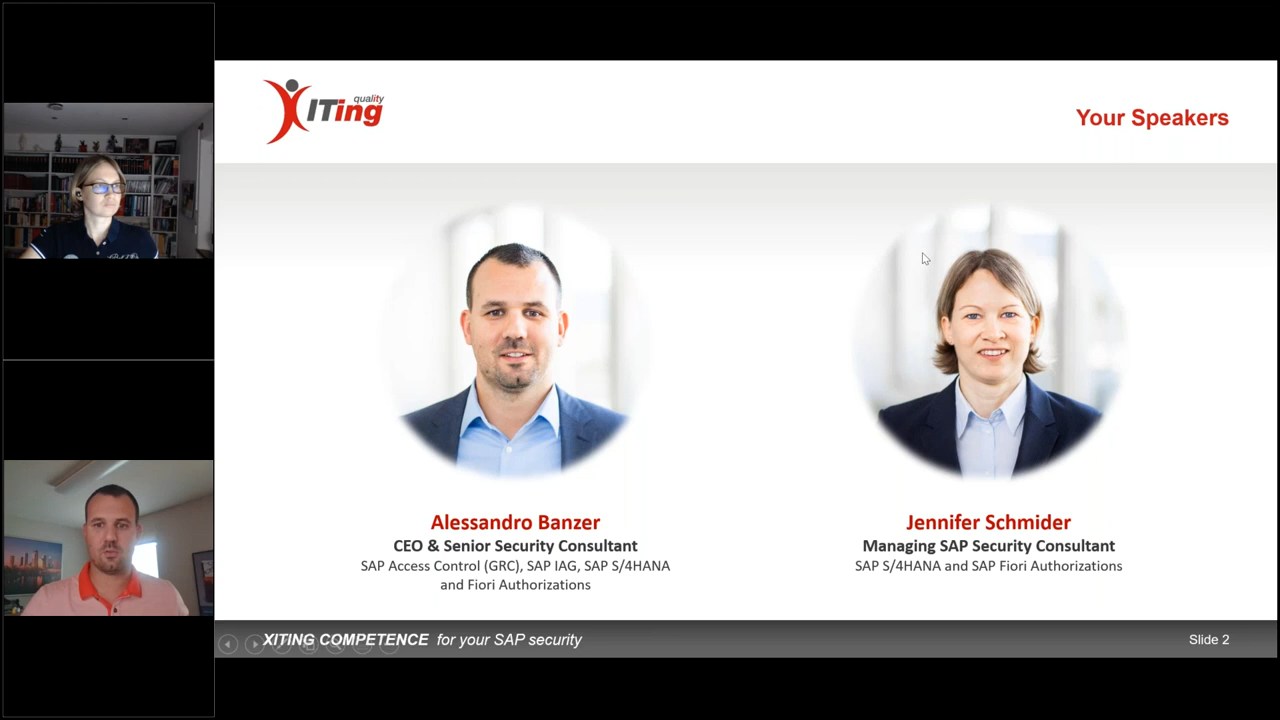 quality
XITing
Your Speakers
Alessandro Banzer
CEO & Senior Security Consultant
SAP Access Control (GRC), SAP IAG, SAP S/4HANA
and Fiori Authorizations
Jennifer Schmider
Managing SAP Security Consultant
SAP S/4HANA and SAP Fiori Authorizations
XITING COMPETENCE for your SAP security
Slide 2